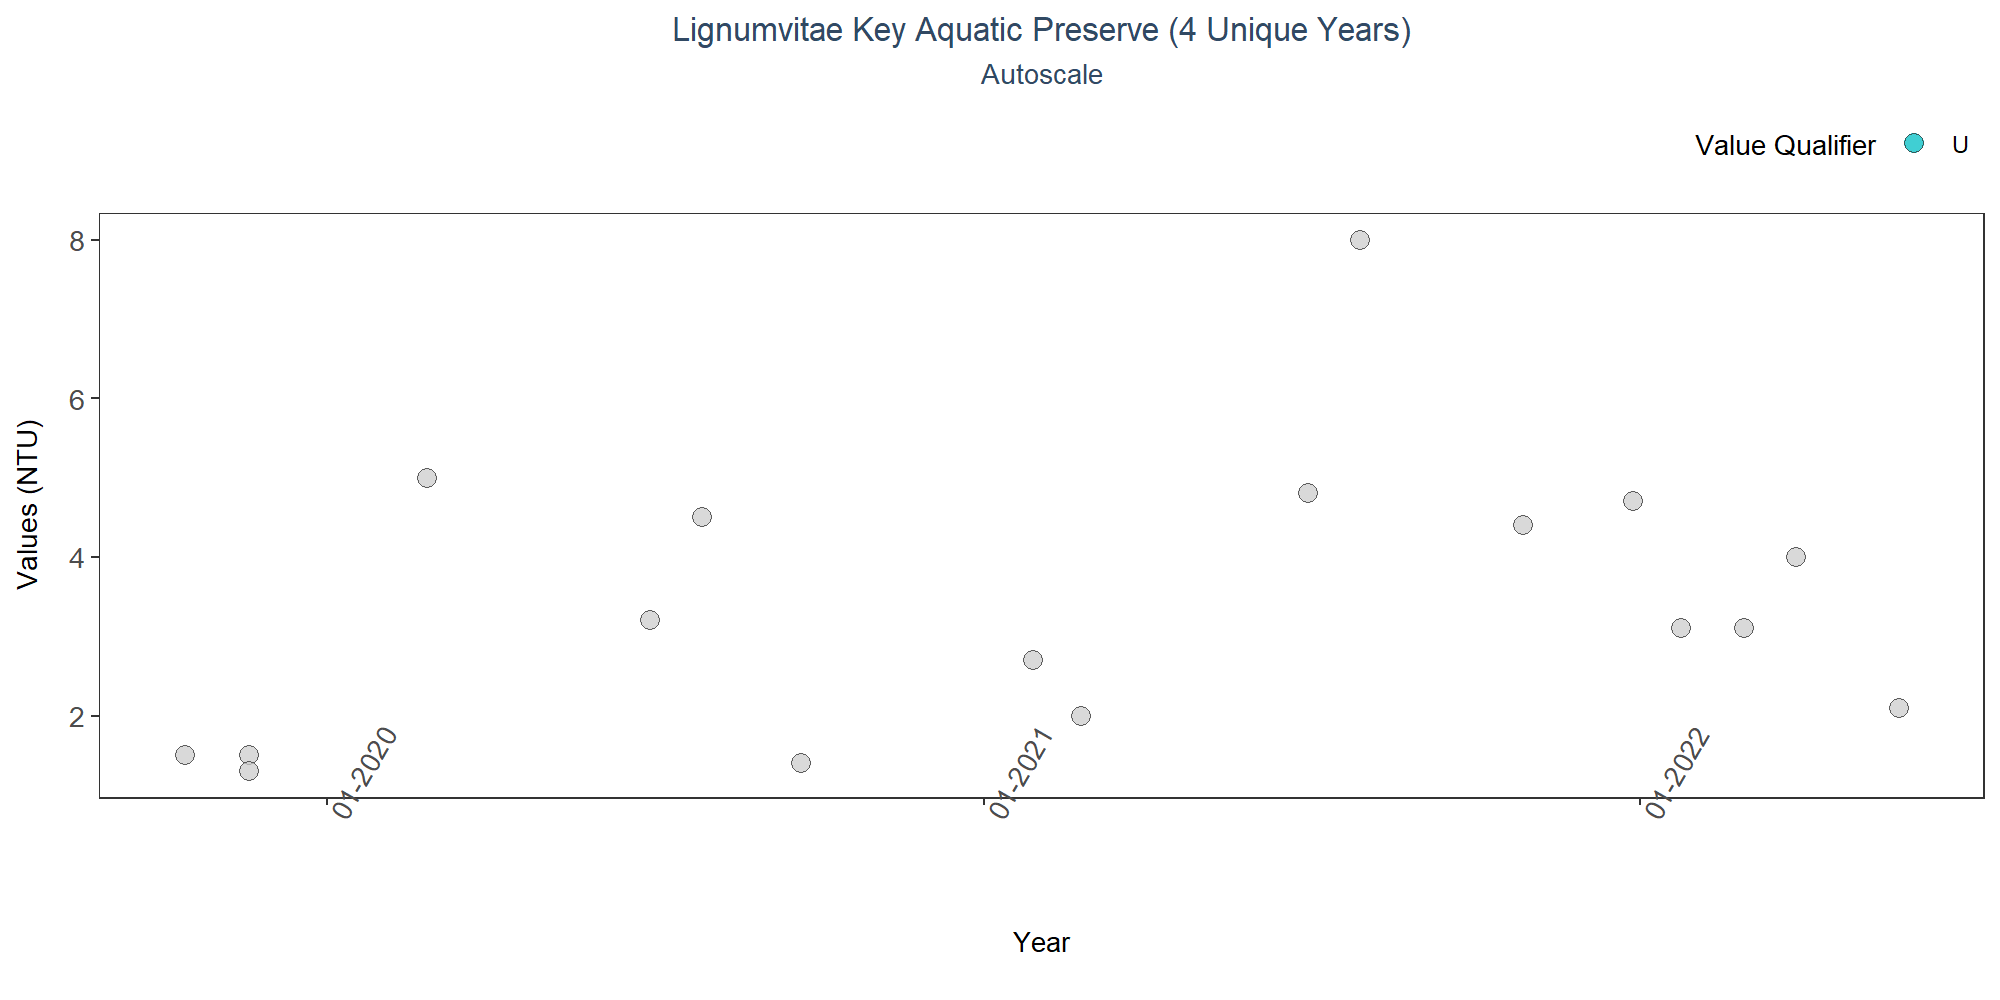 Lignumvitae Key Aquatic Preserve (4 Unique Years)
Autoscale
Value Qualifier U
Values (NTU)
8
6
4
2
01-2020
01-2021
01-2022
Year